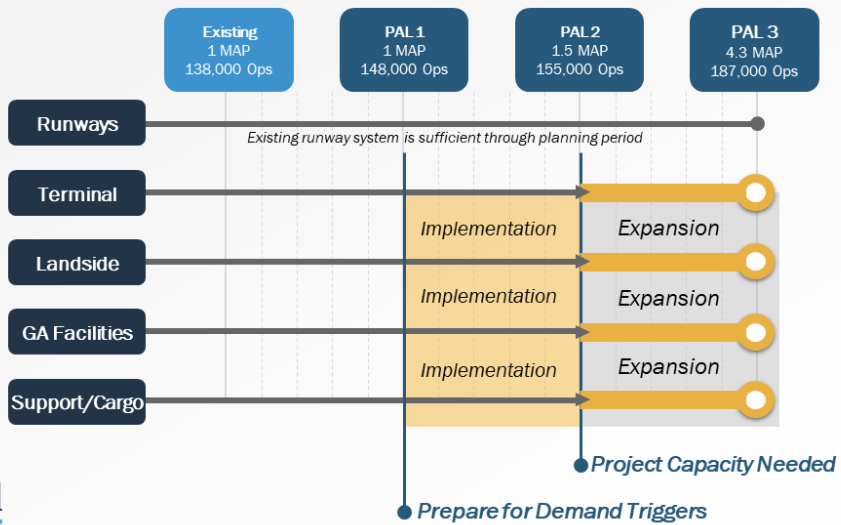 Existing
1 MAP
138,000 Ops
PAL 1
1 MAP
148,000 Ops
PAL 2
1.5 MAP
155,000 Ops
PAL 3
4.3 MAP
187,000 Ops
Runways
Existing runway system is sufficient through planning period
Terminal
Implementation
Expansion
Landside
Implementation
Expansion
GA Facilities
Implementation
Expansion
Support/Cargo
Project Capacity Needed
Prepare for Demand Triggers